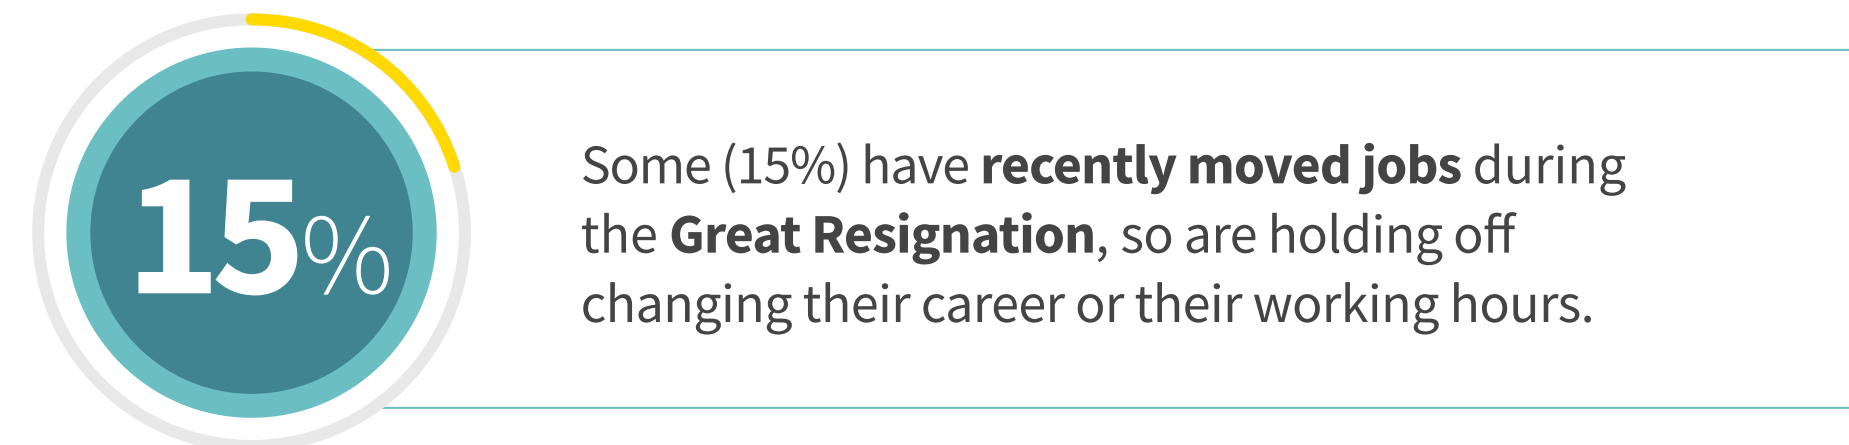 15%
Some (15%) have recently moved jobs during
the Great Resignation, so are holding off
changing their career or their working hours.